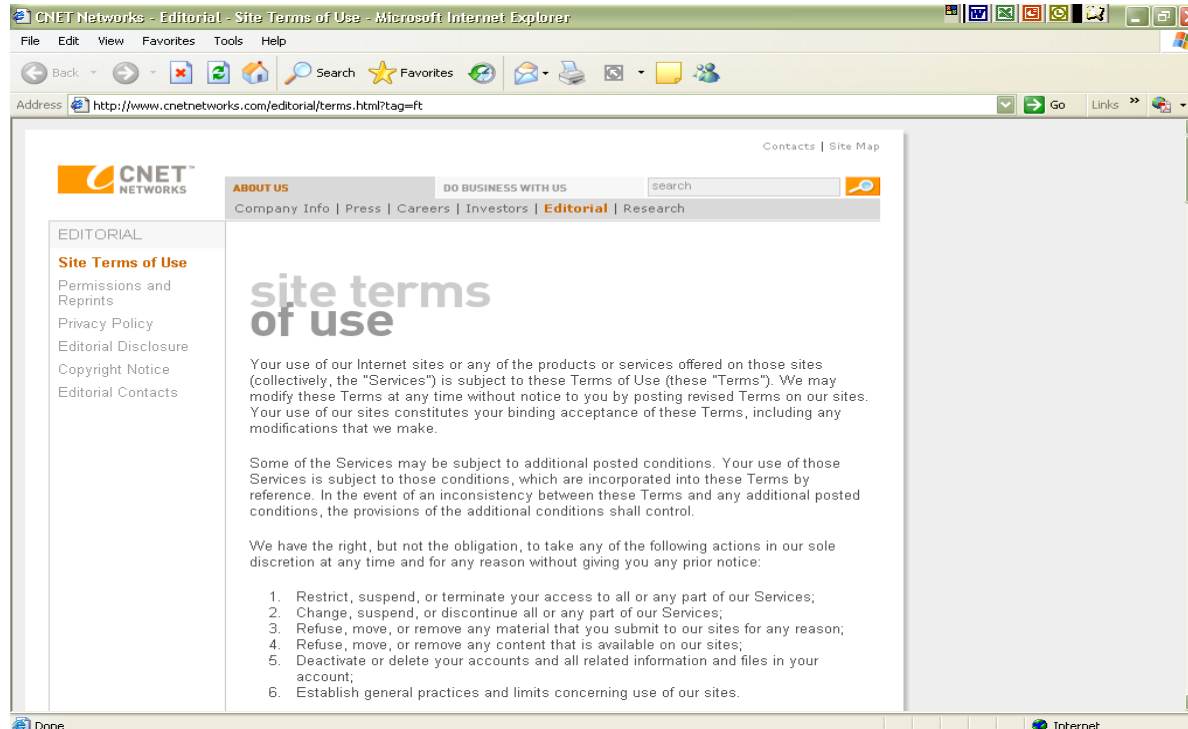 CNET Networks - Editorial - Site Terms of Use - Microsoft Internet Explorer
File Edit View Favorites Tools Help
Back Search Favorites
Address http://www.cnetnetworks.com/editorial/terms.html?tag=ft Go Links »
Contacts | Site Map
CNET™
NETWORKS
ABOUT US DO BUSINESS WITH US search
Company Info | Press | Careers | Investors | Editorial | Research
EDITORIAL
Site Terms of Use
Permissions and
Reprints
Privacy Policy
Editorial Disclosure
Copyright Notice
Editorial Contacts
site terms
of use
Your use of our Internet sites or any of the products or services offered on those sites
(collectively, the "Services") is subject to these Terms of Use (these "Terms"). We may
modify these Terms at any time without notice to you by posting revised Terms on our sites.
Your use of our sites constitutes your binding acceptance of these Terms, including any
modifications that we make.
Some of the Services may be subject to additional posted conditions. Your use of those
Services is subject to those conditions, which are incorporated into these Terms by
reference. In the event of an inconsistency between these Terms and any additional posted
conditions, the provisions of the additional conditions shall control.
We have the right, but not the obligation, to take any of the following actions in our sole
discretion at any time and for any reason without giving you any prior notice:
1. Restrict, suspend, or terminate your access to all or any part of our Services;
2. Change, suspend, or discontinue all or any part of our Services;
3. Refuse, move, or remove any material that you submit to our sites for any reason;
4. Refuse, move, or remove any content that is available on our sites;
5. Deactivate or delete your accounts and all related information and files in your
account;
6. Establish general practices and limits concerning use of our sites.
Done Internet